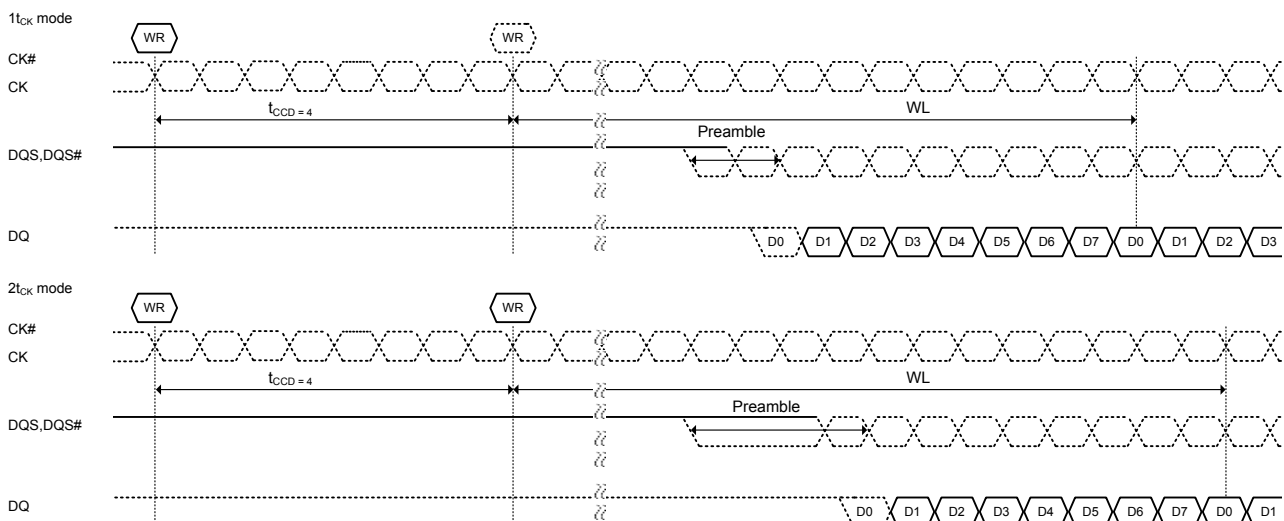 1tCK mode
WR WR
CK#
CK
tCCD = 4 WL
Preamble
DQS,DQS#
DQ D0 D1 D2 D3 D4 D5 D6 D7 D0 D1 D2 D3
2tCK mode
WR WR
CK#
CK
tCCD = 4 WL
Preamble
DQS,DQS#
DQ D0 D1 D2 D3 D4 D5 D6 D7 D0 D1